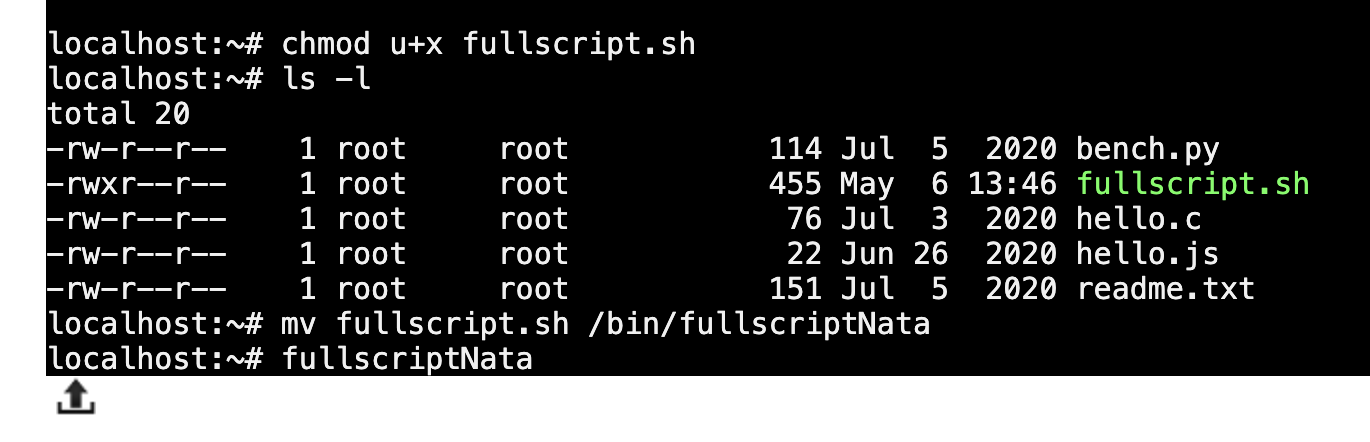 localhost:~# chmod u+x fullscript.sh
localhost:~# ls -l
total 20
-rw-r--r--    1 root     root           114 Jul  5  2020 bench.py
-rwxr--r--    1 root     root           455 May  6 13:46 fullscript.sh
-rw-r--r--    1 root     root            76 Jul  3  2020 hello.c
-rw-r--r--    1 root     root            22 Jun 26  2020 hello.js
-rw-r--r--    1 root     root           151 Jul  5  2020 readme.txt
localhost:~# mv fullscript.sh /bin/fullscriptNata
localhost:~# fullscriptNata